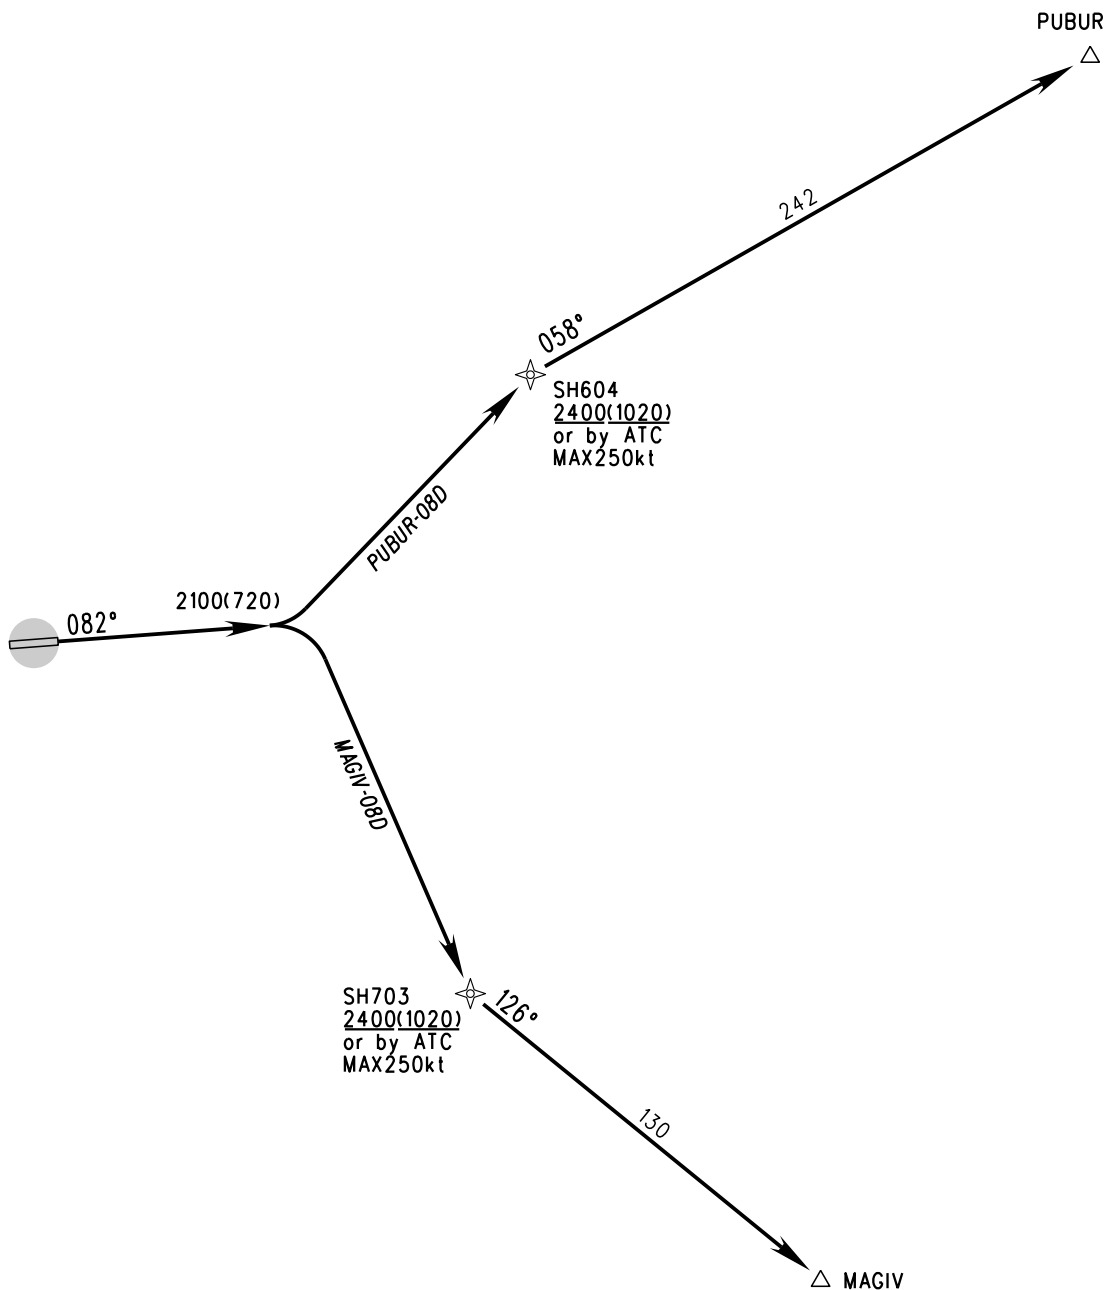 PUBUR
242
058°
SH604
2400(1020)
or by ATC
MAX250kt
PUBUR-08D
2100(720)
082°
MAGIV-08D
SH703
2400(1020)
or by ATC
MAX250kt
126°
130
MAGIV